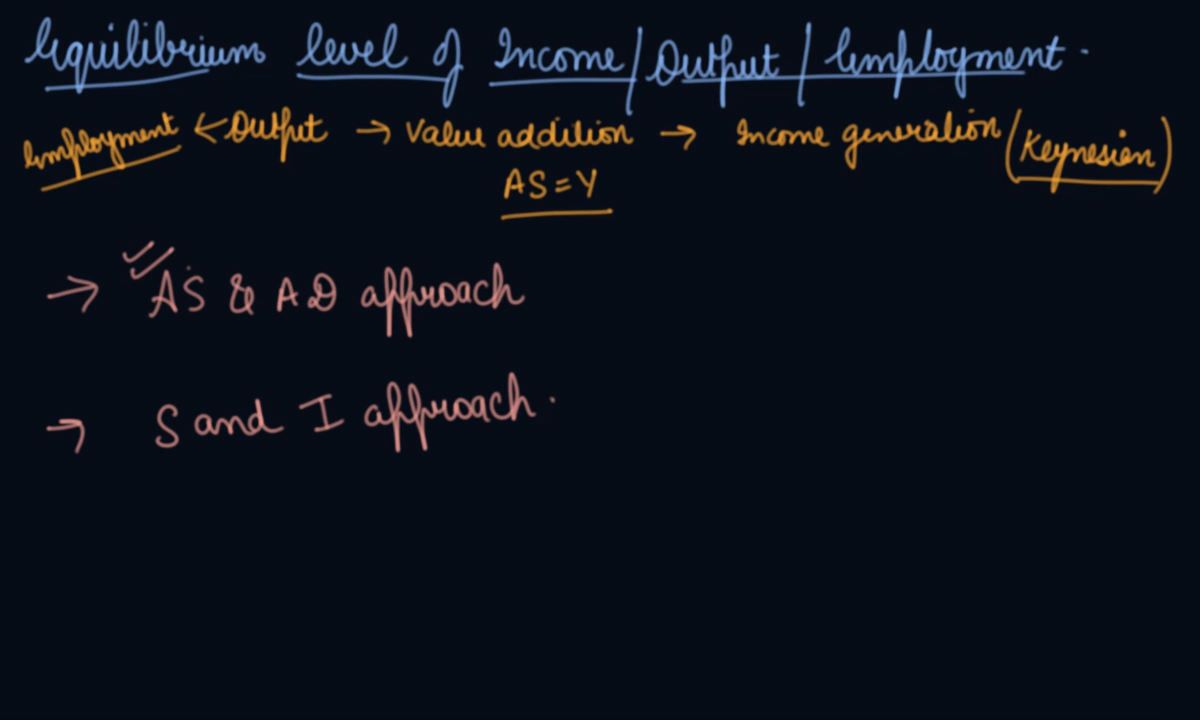 Equilibrium level of Income/Output/Employment.
Employment ← Output → Value addition → Income generation (Keynesian)
AS = Y
→ AS & AD approach
→ S and I approach.